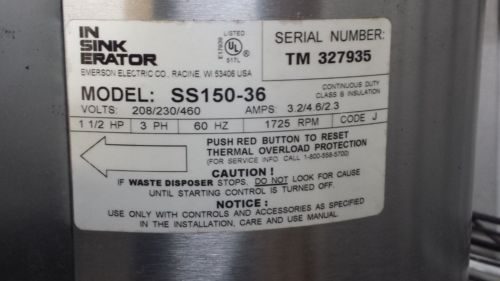 IN
SINK
ERATOR
E17909
LISTED
UL
517L
SERIAL NUMBER:
TM 327935
EMERSON ELECTRIC CO. RACINE WI 53406 USA
MODEL: SS150-36
CONTINUOUS DUTY
CLASS B INSULATION
VOLTS: 208/230/460 AMPS: 3.2/4.6/2.3
1 1/2 HP 3 PH 60 HZ 1725 RPM CODE J
PUSH RED BUTTON TO RESET
THERMAL OVERLOAD PROTECTION
(FOR SERVICE INFO. CALL 1-800-558-5700)
CAUTION !
IF WASTE DISPOSER STOPS. DO NOT LOOK FOR CAUSE
UNTIL STARTING CONTROL IS TURNED OFF.
NOTICE :
USE ONLY WITH CONTROLS AND ACCESSORIES AS SPECIFIED
IN THE INSTALLATION, CARE AND USE MANUAL